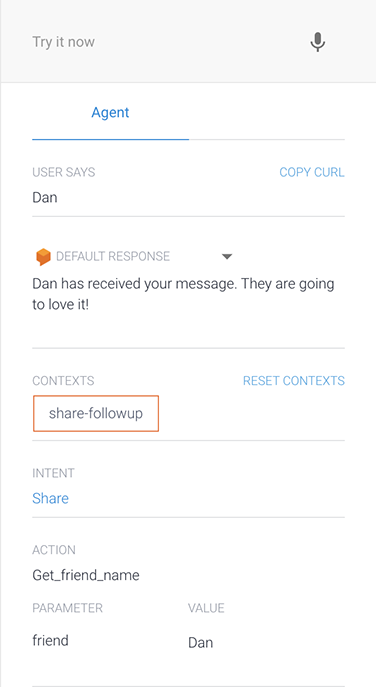 Try it now
Agent
USER SAYS COPY CURL
Dan
DEFAULT RESPONSE
Dan has received your message. They are going
to love it!
CONTEXTS RESET CONTEXTS
share-followup
INTENT
Share
ACTION
Get_friend_name
PARAMETER VALUE
friend Dan